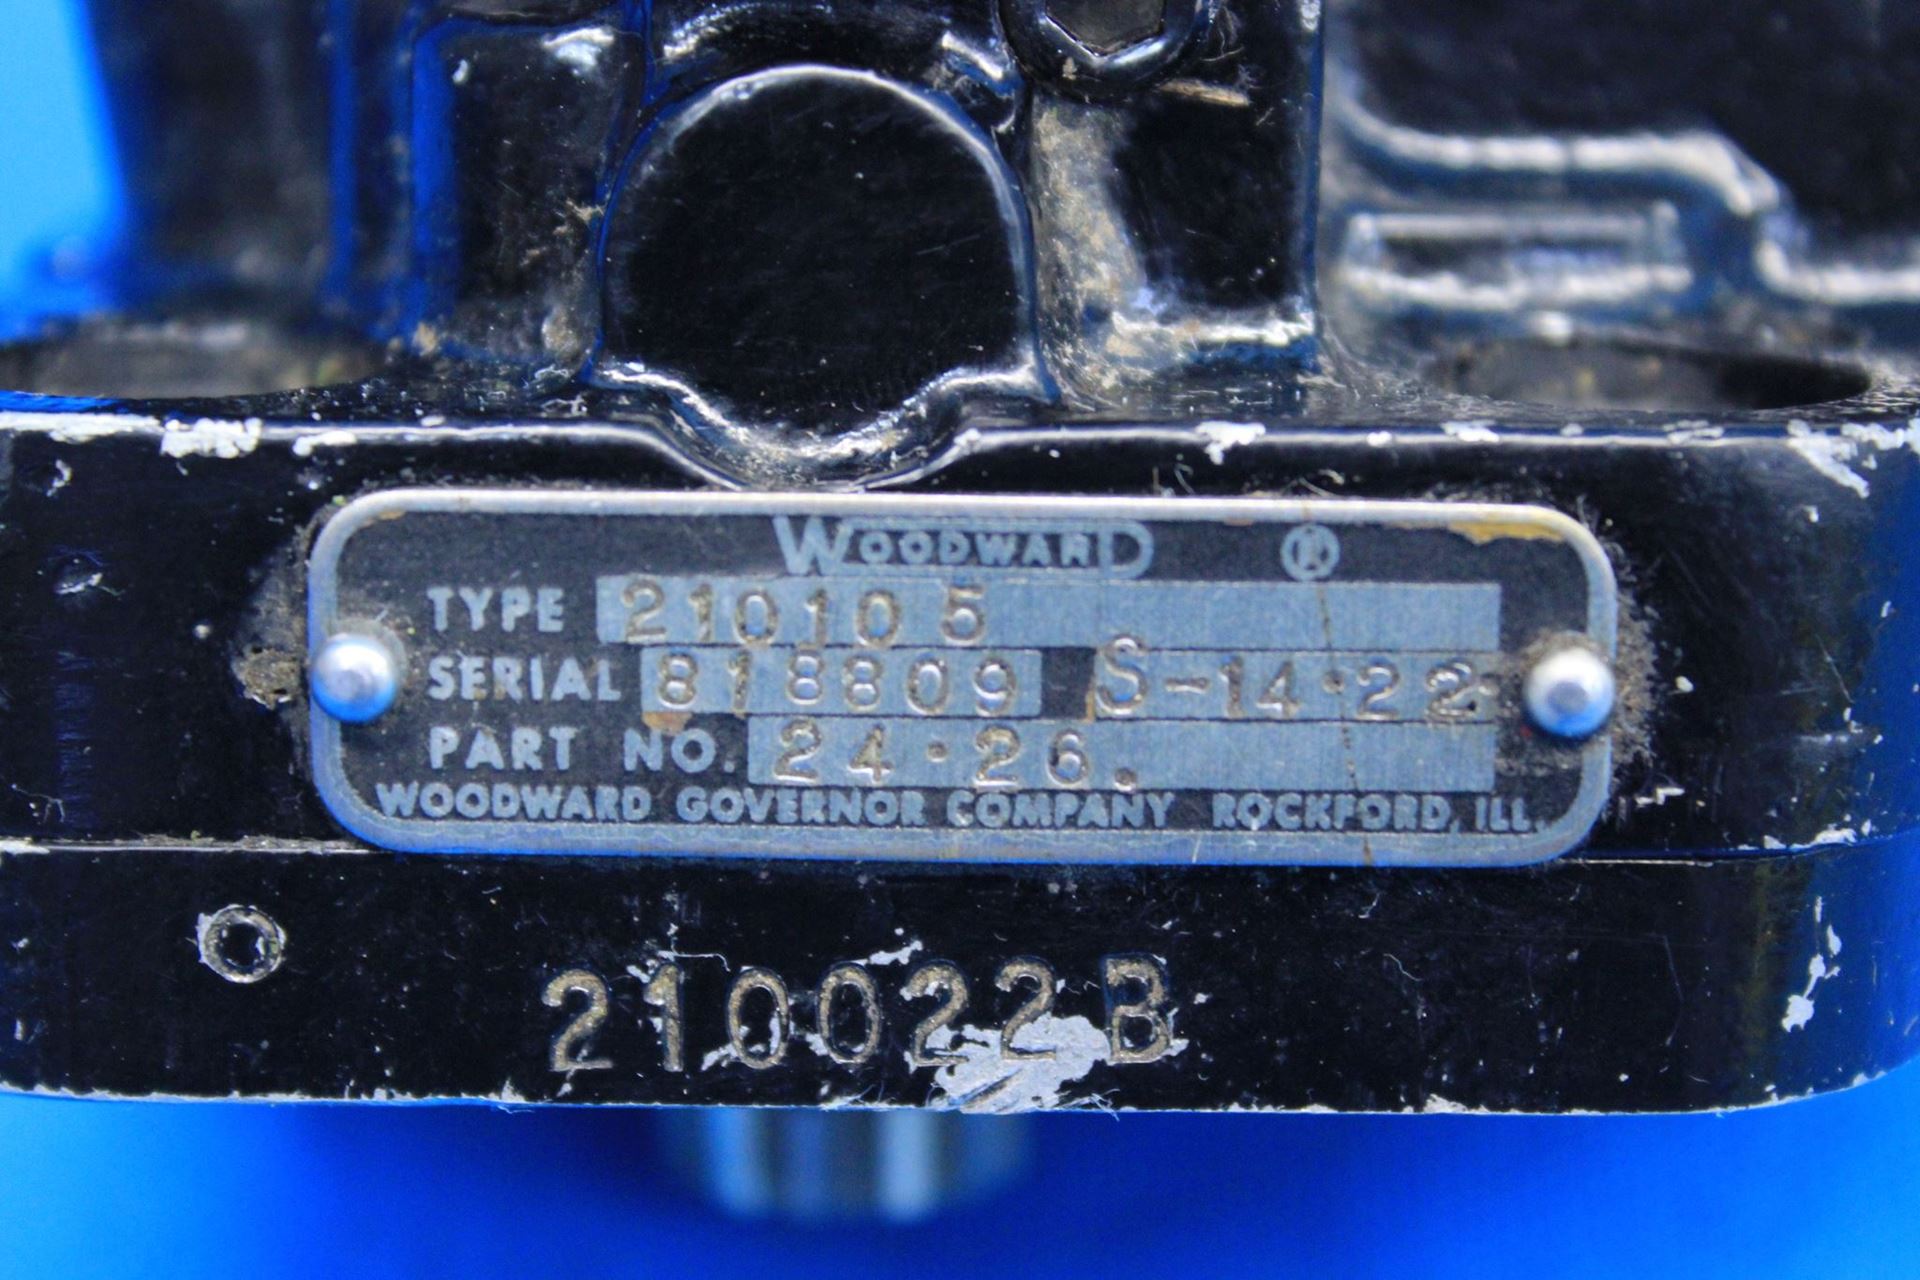 WOODWARD ®
TYPE 210105
SERIAL 818809 S-14·22·
PART NO. 24·26.
WOODWARD GOVERNOR COMPANY ROCKFORD, ILL.
210022B